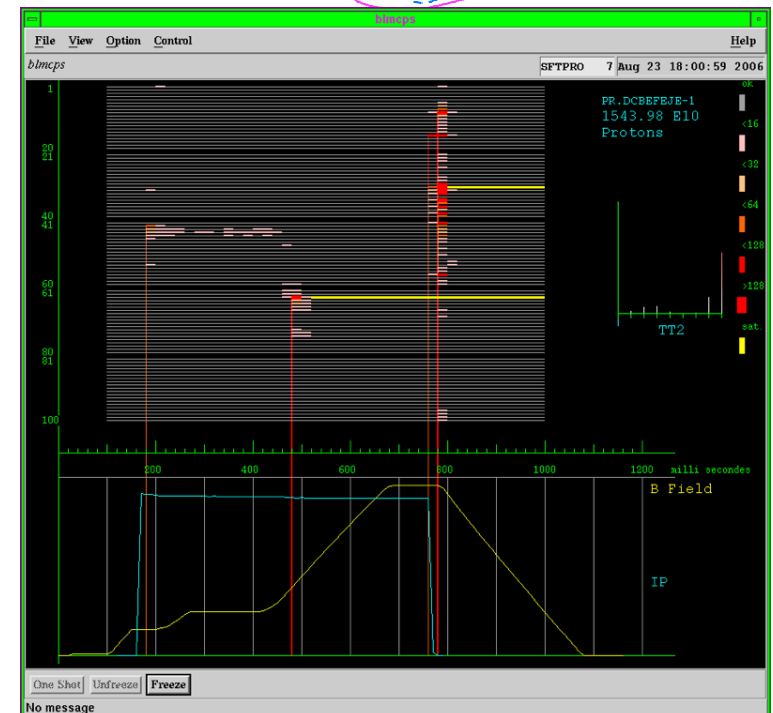 blmcps
File View Option Control Help
blmcps SFTPRO 7 Aug 23 18:00:59 2006
1
20
21
40
41
60
61
80
81
100
PR.DCBEFEJE-1
1543.98 E10
Protons
ok
<16
<32
<64
<128
>128
sat.
TT2
200 400 600 800 1000 1200 milli secondes
B Field
IP
One Shot Unfreeze Freeze
No message